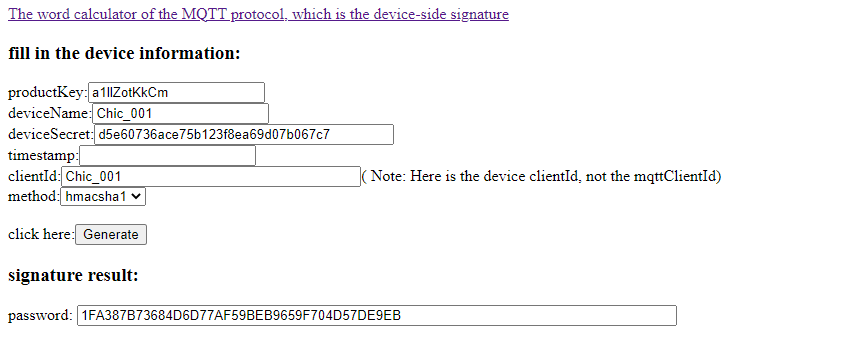 The word calculator of the MQTT protocol, which is the device-side signature
fill in the device information:
productKey: a1IlZotKkCm
deviceName: Chic_001
deviceSecret: d5e60736ace75b123f8ea69d07b067c7
timestamp:
clientId: Chic_001 ( Note: Here is the device clientId, not the mqttClientId)
method: hmacsha1
click here: Generate
signature result:
password: 1FA387B73684D6D77AF59BEB9659F704D57DE9EB